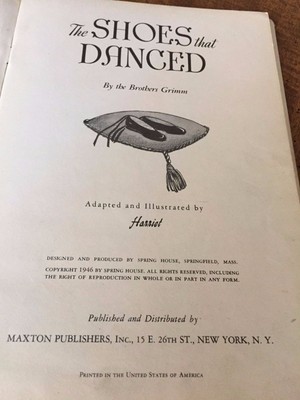 The SHOES that
DANCED
By the Brothers Grimm
Adapted and Illustrated by
Harriet
DESIGNED AND PRODUCED BY SPRING HOUSE, SPRINGFIELD, MASS.
COPYRIGHT 1946 BY SPRING HOUSE. ALL RIGHTS RESERVED, INCLUDING
THE RIGHT OF REPRODUCTION IN WHOLE OR IN PART IN ANY FORM.
Published and Distributed by
MAXTON PUBLISHERS, INC., 15 E. 26TH ST., NEW YORK, N. Y.
PRINTED IN THE UNITED STATES OF AMERICA